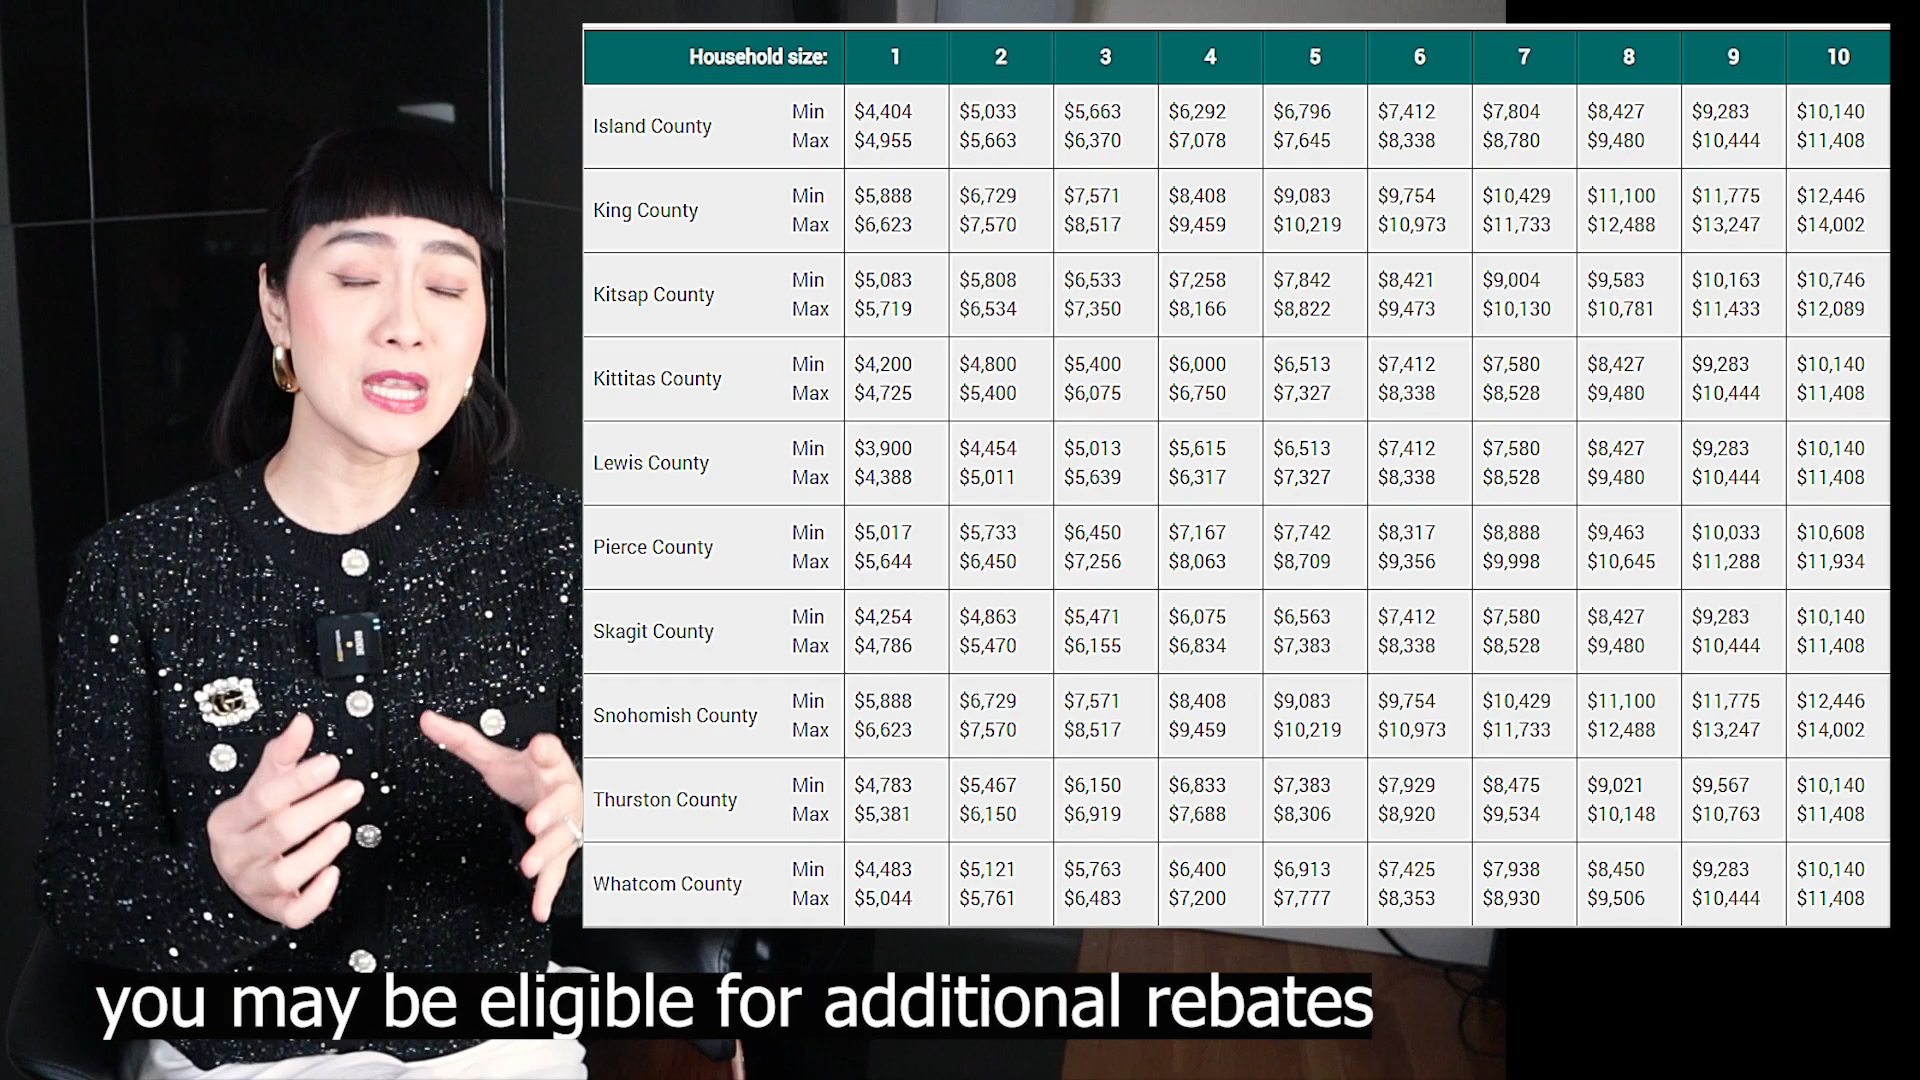 Household size: 1 2 3 4 5 6 7 8 9 10
Island County Min $4,404 $5,033 $5,663 $6,292 $6,796 $7,412 $7,804 $8,427 $9,283 $10,140
Max $4,955 $5,663 $6,370 $7,078 $7,645 $8,338 $8,780 $9,480 $10,444 $11,408
King County Min $5,888 $6,729 $7,571 $8,408 $9,083 $9,754 $10,429 $11,100 $11,775 $12,446
Max $6,623 $7,570 $8,517 $9,459 $10,219 $10,973 $11,733 $12,488 $13,247 $14,002
Kitsap County Min $5,083 $5,808 $6,533 $7,258 $7,842 $8,421 $9,004 $9,583 $10,163 $10,746
Max $5,719 $6,534 $7,350 $8,166 $8,822 $9,473 $10,130 $10,781 $11,433 $12,089
Kittitas County Min $4,200 $4,800 $5,400 $6,000 $6,513 $7,412 $7,580 $8,427 $9,283 $10,140
Max $4,725 $5,400 $6,075 $6,750 $7,327 $8,338 $8,528 $9,480 $10,444 $11,408
Lewis County Min $3,900 $4,454 $5,013 $5,615 $6,513 $7,412 $7,580 $8,427 $9,283 $10,140
Max $4,388 $5,011 $5,639 $6,317 $7,327 $8,338 $8,528 $9,480 $10,444 $11,408
Pierce County Min $5,017 $5,733 $6,450 $7,167 $7,742 $8,317 $8,888 $9,463 $10,033 $10,608
Max $5,644 $6,450 $7,256 $8,063 $8,709 $9,356 $9,998 $10,645 $11,288 $11,934
Skagit County Min $4,254 $4,863 $5,471 $6,075 $6,563 $7,412 $7,580 $8,427 $9,283 $10,140
Max $4,786 $5,470 $6,155 $6,834 $7,383 $8,338 $8,528 $9,480 $10,444 $11,408
Snohomish County Min $5,888 $6,729 $7,571 $8,408 $9,083 $9,754 $10,429 $11,100 $11,775 $12,446
Max $6,623 $7,570 $8,517 $9,459 $10,219 $10,973 $11,733 $12,488 $13,247 $14,002
Thurston County Min $4,783 $5,467 $6,150 $6,833 $7,383 $7,929 $8,475 $9,021 $9,567 $10,140
Max $5,381 $6,150 $6,919 $7,688 $8,306 $8,920 $9,534 $10,148 $10,763 $11,408
Whatcom County Min $4,483 $5,121 $5,763 $6,400 $6,913 $7,425 $7,938 $8,450 $9,283 $10,140
Max $5,044 $5,761 $6,483 $7,200 $7,777 $8,353 $8,930 $9,506 $10,444 $11,408
you may be eligible for additional rebates